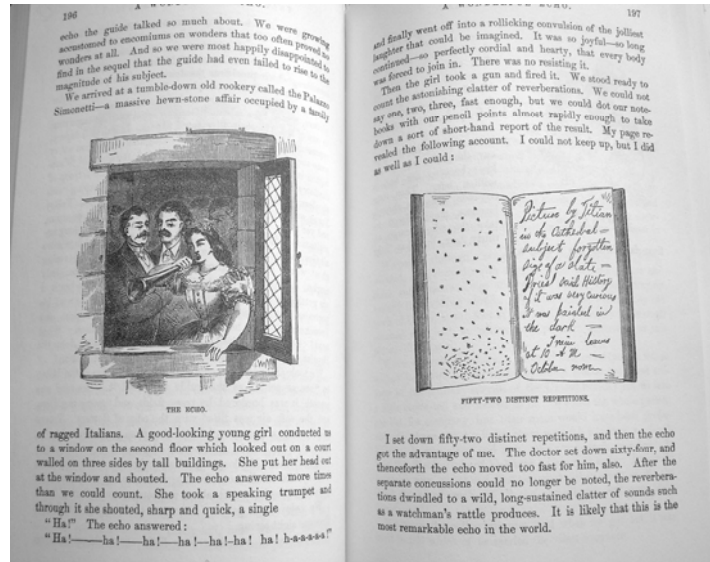 196
echo the guide talked so much about. We were growing
accustomed to encomiums on wonders that too often proved no
wonders at all. And so we were most happily disappointed to
find in the sequel that the guide had even failed to rise to the
magnitude of his subject.
We arrived at a tumble-down old rookery called the Palazzo
Simonetti—a massive hewn-stone affair occupied by a family
THE ECHO.
of ragged Italians. A good-looking young girl conducted us
to a window on the second floor which looked out on a court
walled on three sides by tall buildings. She put her head out
at the window and shouted. The echo answered more times
than we could count. She took a speaking trumpet and
through it she shouted, sharp and quick, a single
"Ha!" The echo answered:
"Ha!———ha!——ha!—ha!—ha!-ha! ha! h-a-a-a-a-a!"
197
and finally went off into a rollicking convulsion of the jolliest
laughter that could be imagined. It was so joyful—so long
continued—so perfectly cordial and hearty, that every body
was forced to join in. There was no resisting it.
Then the girl took a gun and fired it. We stood ready to
count the astonishing clatter of reverberations. We could not
say one, two, three, fast enough, but we could dot our note-
books with our pencil points almost rapidly enough to take
down a sort of short-hand report of the result. My page re-
vealed the following account. I could not keep up, but I did
as well as I could:
Picture by Titian
in the Cathedral—
subject forgotten
size of a slate—
Priest said History
of it was very curious
It was painted in
the dark—
Train leaves
at 10 A M—
October
FIFTY-TWO DISTINCT REPETITIONS.
I set down fifty-two distinct repetitions, and then the echo
got the advantage of me. The doctor set down sixty-four, and
thenceforth the echo moved too fast for him, also. After the
separate concussions could no longer be noted, the reverbera-
tions dwindled to a wild, long-sustained clatter of sounds such
as a watchman's rattle produces. It is likely that this is the
most remarkable echo in the world.